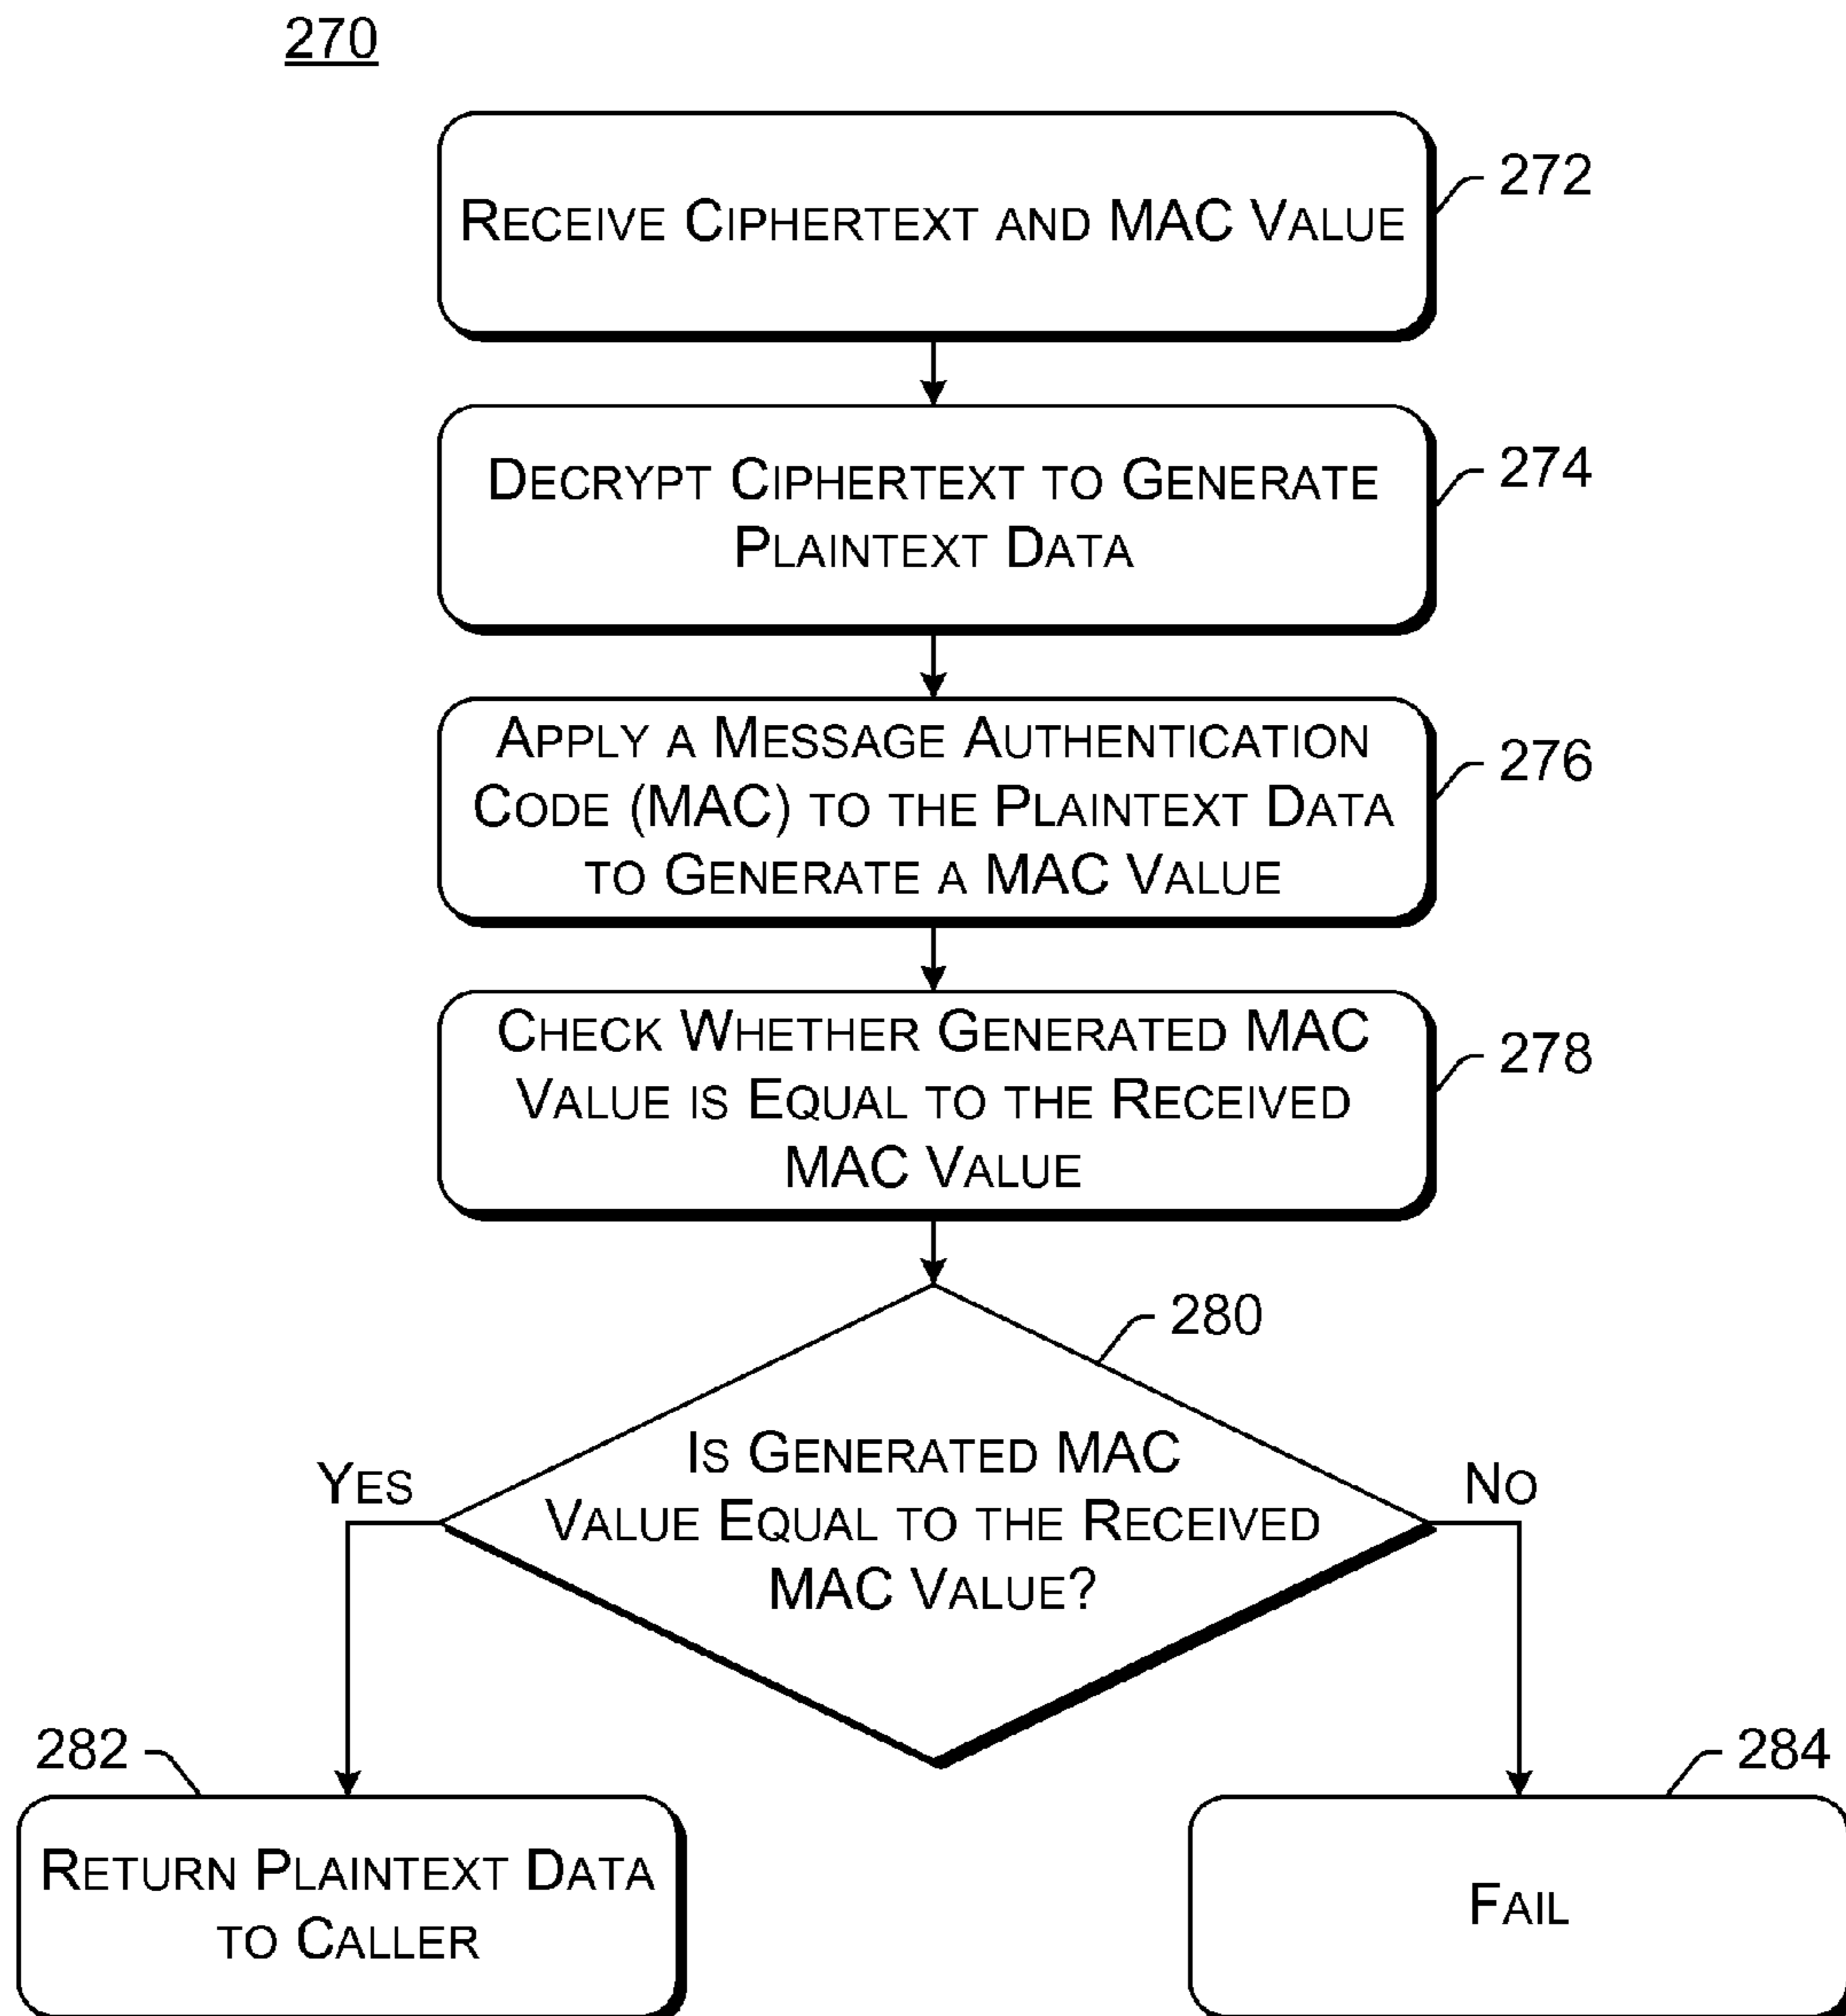 270
RECEIVE CIPHERTEXT AND MAC VALUE
272
DECRYPT CIPHERTEXT TO GENERATE
PLAINTEXT DATA
274
APPLY A MESSAGE AUTHENTICATION
CODE (MAC) TO THE PLAINTEXT DATA
TO GENERATE A MAC VALUE
276
CHECK WHETHER GENERATED MAC
VALUE IS EQUAL TO THE RECEIVED
MAC VALUE
278
280
IS GENERATED MAC
VALUE EQUAL TO THE RECEIVED
MAC VALUE?
YES
NO
282
RETURN PLAINTEXT DATA
TO CALLER
284
FAIL